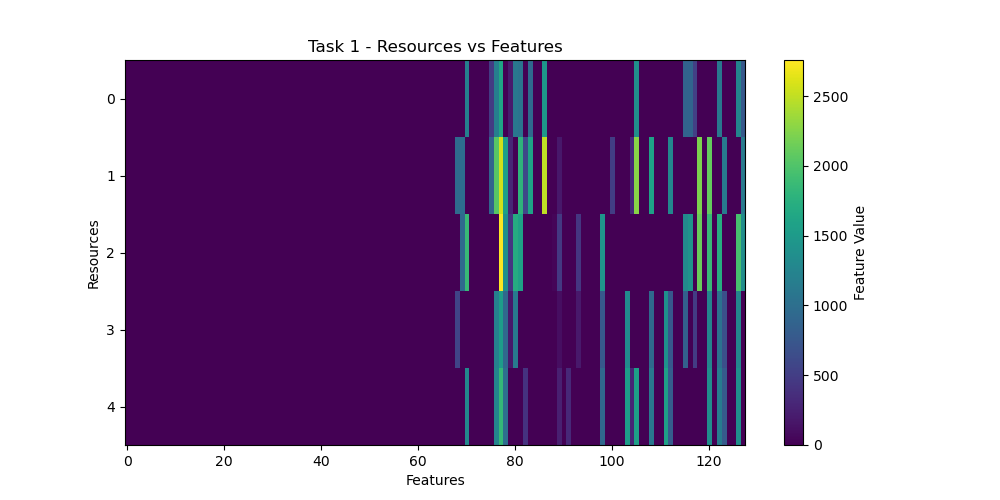 Task 1 - Resources vs Features
Resources
0
1
2
3
4
0 20 40 60 80 100 120
Features
2500
2000
1500
1000
500
0
Feature Value